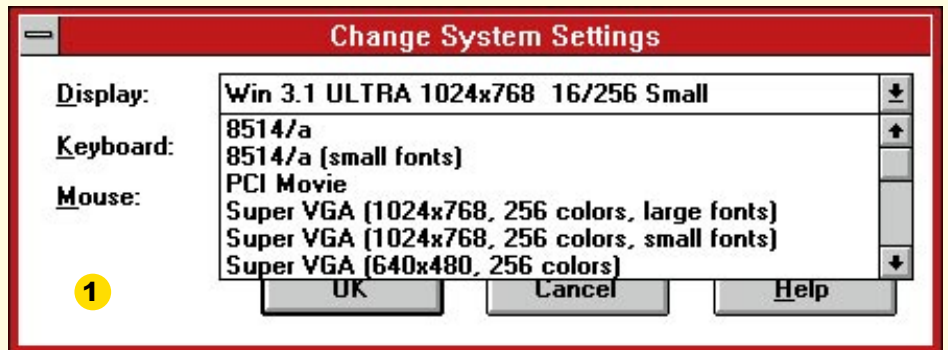 Change System Settings
Display:
Win 3.1 ULTRA 1024x768 16/256 Small
8514/a
Keyboard:
8514/a (small fonts)
PCI Movie
Mouse:
Super VGA (1024x768, 256 colors, large fonts)
Super VGA (1024x768, 256 colors, small fonts)
Super VGA (640x480, 256 colors)
1
OK
Cancel
Help